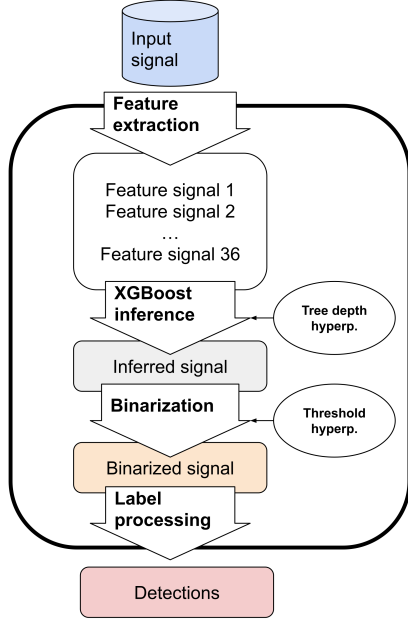 Input
signal
Feature
extraction
Feature signal 1
Feature signal 2
…
Feature signal 36
XGBoost
inference
Tree depth
hyperp.
Inferred signal
Binarization
Threshold
hyperp.
Binarized signal
Label
processing
Detections